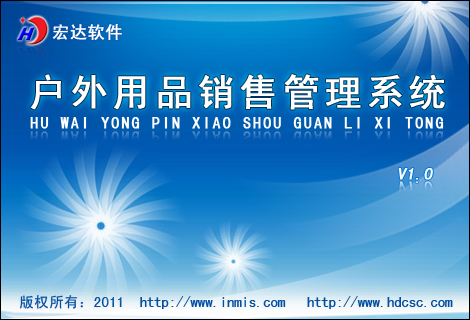 宏达软件
户外用品销售管理系统
HU WAI YONG PIN XIAO SHOU GUAN LI XI TONG
V1.0
版权所有：2011 http://www.inmis.com http://www.hdcsc.com